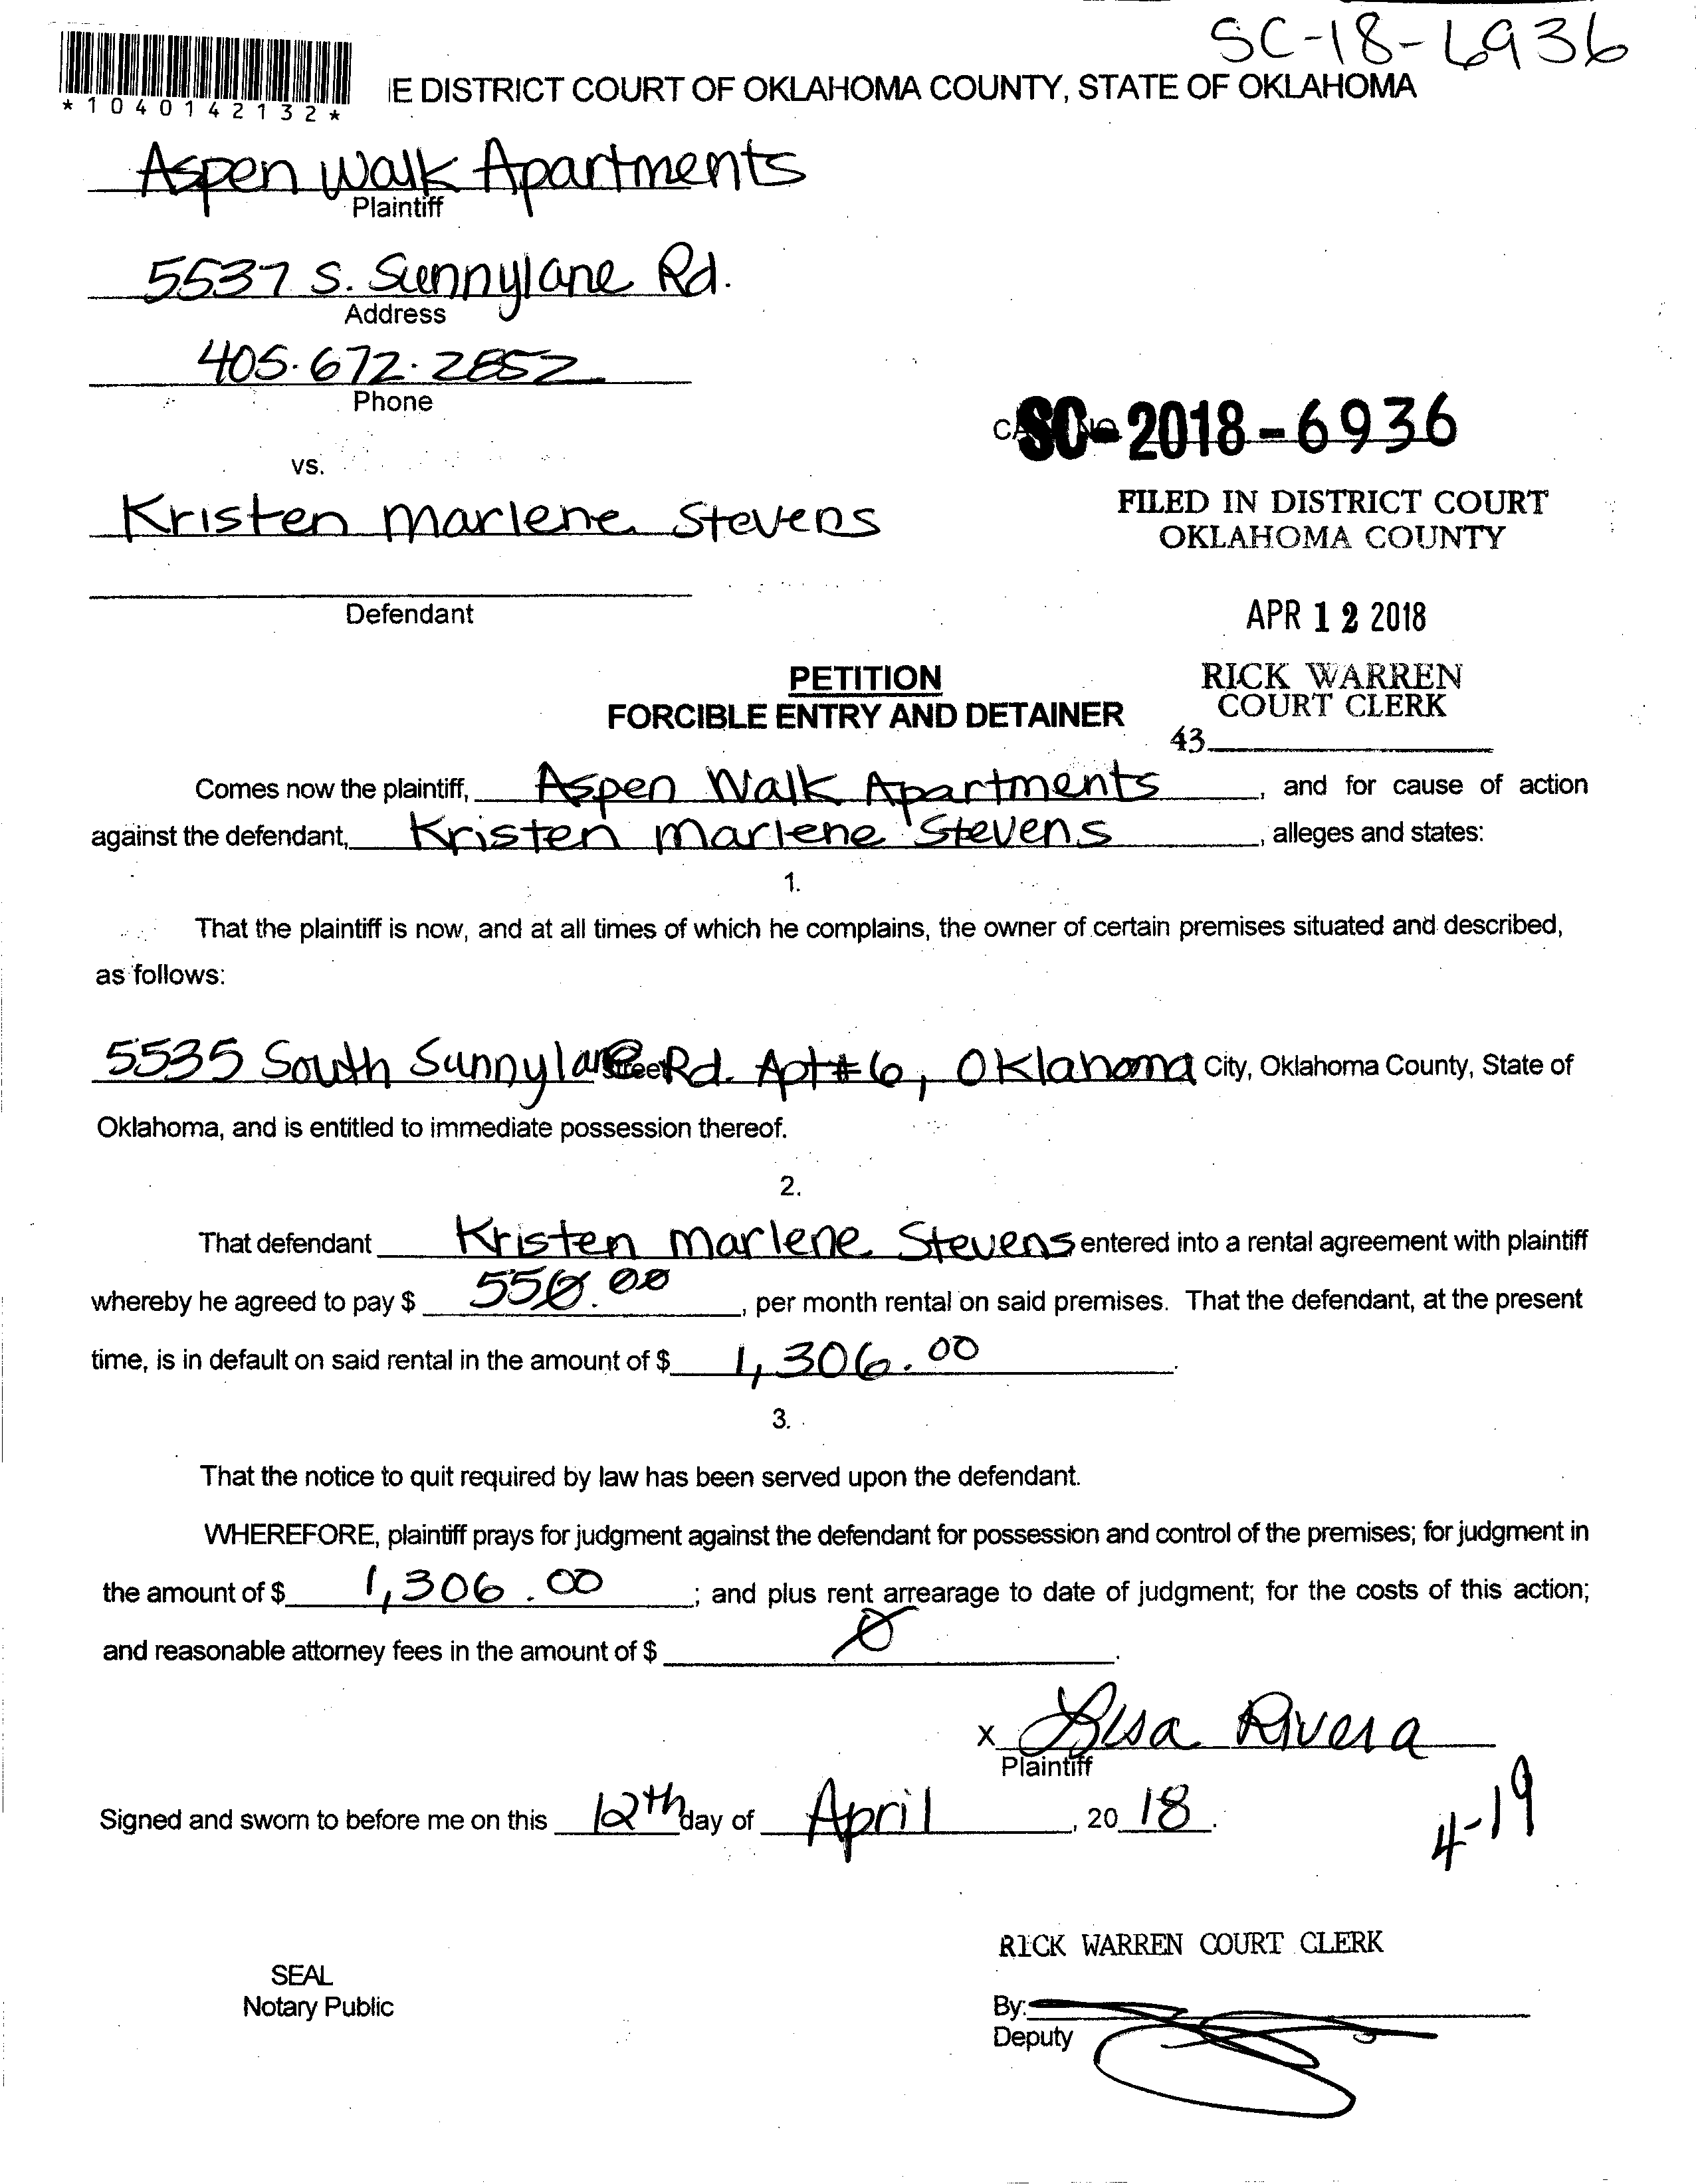 SC-18-6936
*1040142132*
E DISTRICT COURT OF OKLAHOMA COUNTY, STATE OF OKLAHOMA
Aspen Walk Apartments
Plaintiff
5537 S. Sunnylane Rd.
Address
405.672.2852
Phone
SC-2018-6936
vs.
Kristen Marlene Stevens
FILED IN DISTRICT COURT
OKLAHOMA COUNTY
Defendant
APR 12 2018
PETITION
FORCIBLE ENTRY AND DETAINER
RICK WARREN
COURT CLERK
43
Comes now the plaintiff, Aspen Walk Apartments, and for cause of action
against the defendant, Kristen Marlene Stevens, alleges and states:
1.
That the plaintiff is now, and at all times of which he complains, the owner of certain premises situated and described,
as follows:
5535 South Sunnylane Rd. Apt #6, Oklahoma City, Oklahoma County, State of
Oklahoma, and is entitled to immediate possession thereof.
2.
That defendant Kristen Marlene Stevens entered into a rental agreement with plaintiff
whereby he agreed to pay $ 550.00, per month rental on said premises. That the defendant, at the present
time, is in default on said rental in the amount of $ 1,306.00.
3.
That the notice to quit required by law has been served upon the defendant.
WHEREFORE, plaintiff prays for judgment against the defendant for possession and control of the premises; for judgment in
the amount of $ 1,306.00; and plus rent arrearage to date of judgment; for the costs of this action;
and reasonable attorney fees in the amount of $ 0.
X Lisa Rivera
Plaintiff
Signed and sworn to before me on this 12th day of April, 20 18.
4-19
RICK WARREN COURT CLERK
SEAL
Notary Public
By:
Deputy